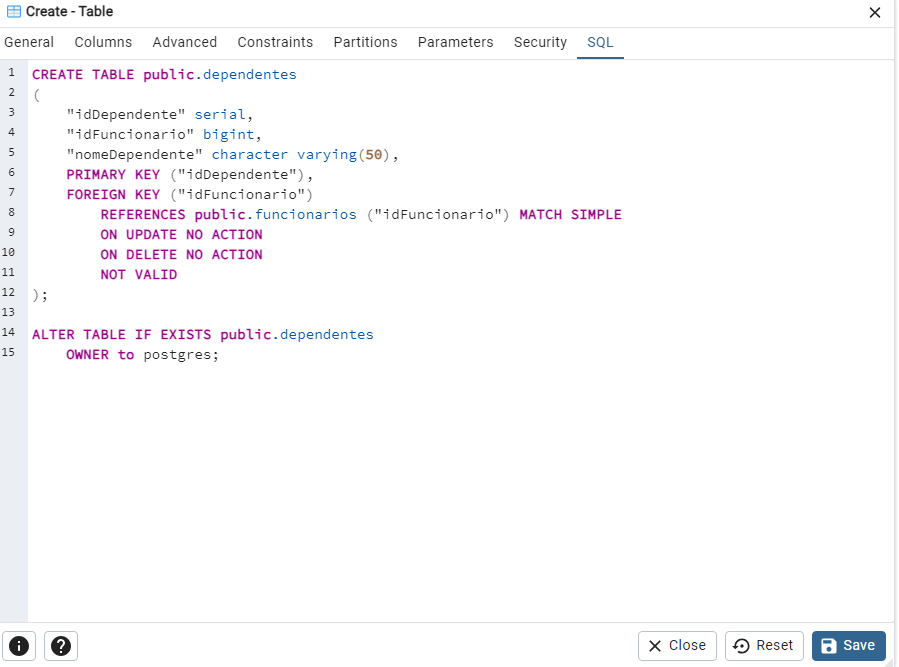 Create - Table
General Columns Advanced Constraints Partitions Parameters Security SQL
1 CREATE TABLE public.dependentes
2 (
3     "idDependente" serial,
4     "idFuncionario" bigint,
5     "nomeDependente" character varying(50),
6     PRIMARY KEY ("idDependente"),
7     FOREIGN KEY ("idFuncionario")
8         REFERENCES public.funcionarios ("idFuncionario") MATCH SIMPLE
9         ON UPDATE NO ACTION
10         ON DELETE NO ACTION
11         NOT VALID
12 );
13
14 ALTER TABLE IF EXISTS public.dependentes
15     OWNER to postgres;
Close Reset Save